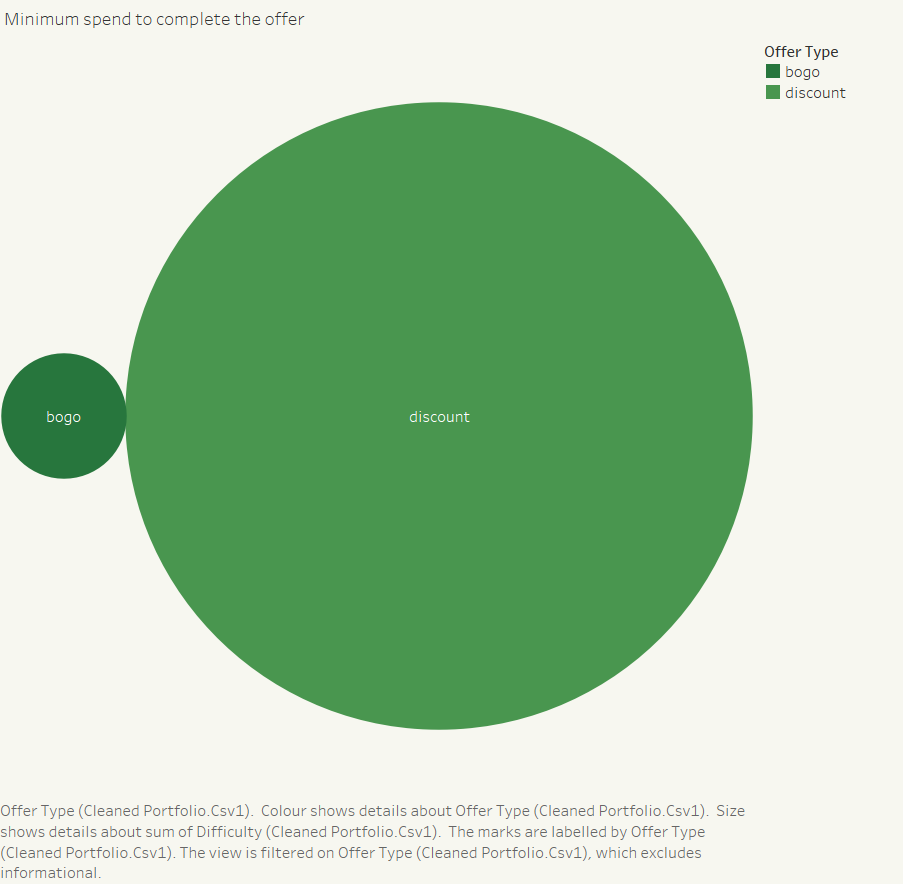 Minimum spend to complete the offer
Offer Type
bogo
discount
bogo
discount
Offer Type (Cleaned Portfolio.Csv1).  Colour shows details about Offer Type (Cleaned Portfolio.Csv1).  Size
shows details about sum of Difficulty (Cleaned Portfolio.Csv1).  The marks are labelled by Offer Type
(Cleaned Portfolio.Csv1). The view is filtered on Offer Type (Cleaned Portfolio.Csv1), which excludes
informational.